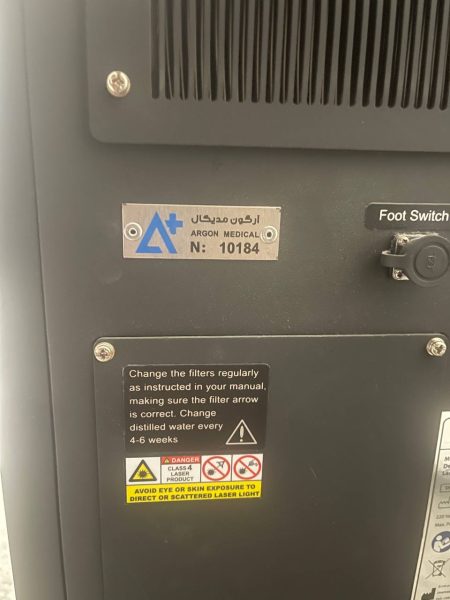 آرگون مدیکال
ARGON MEDICAL
N: 10184
Foot Switch
Change the filters regularly
as instructed in your manual,
making sure the filter arrow
is correct. Change
distilled water every
4-6 weeks
DANGER
CLASS 4
LASER
PRODUCT
AVOID EYE OR SKIN EXPOSURE TO
DIRECT OR SCATTERED LASER LIGHT